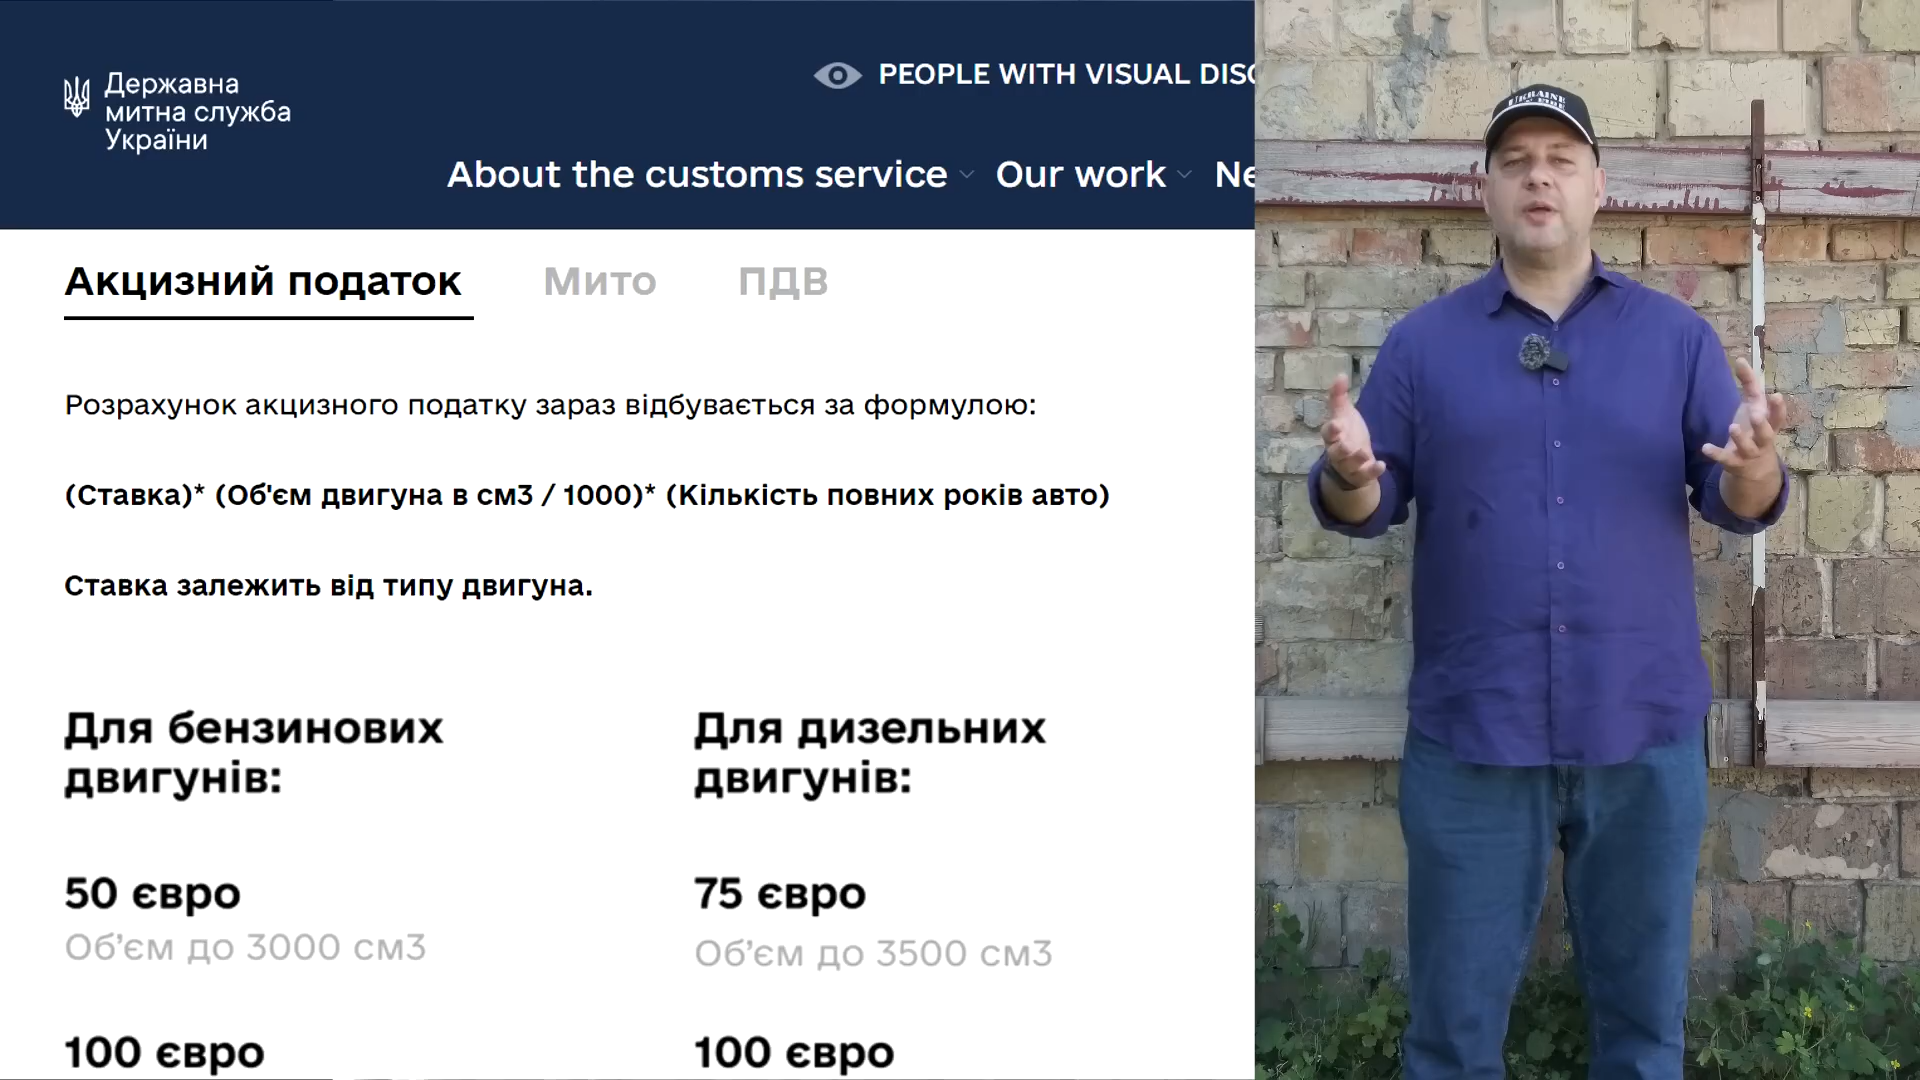 Державна
митна служба
України
PEOPLE WITH VISUAL
About the customs service
Our work
Акцизний податок
Мито
ПДВ
Розрахунок акцизного податку зараз відбувається за формулою:
(Ставка)* (Об'єм двигуна в см3 / 1000)* (Кількість повних років авто)
Ставка залежить від типу двигуна.
Для бензинових
двигунів:
50 євро
Об’єм до 3000 см3
100 євро
Для дизельних
двигунів:
75 євро
Об’єм до 3500 см3
100 євро
UKRAINE